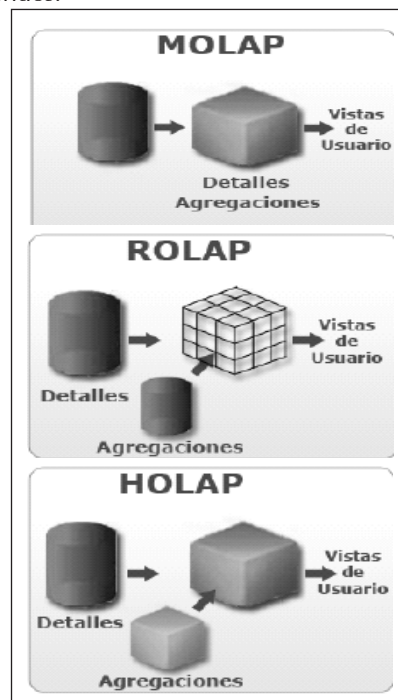 MOLAP
Vistas
de
Usuario
Detalles
Agregaciones
ROLAP
Vistas
de
Usuario
Detalles
Agregaciones
HOLAP
Vistas
de
Usuario
Detalles
Agregaciones